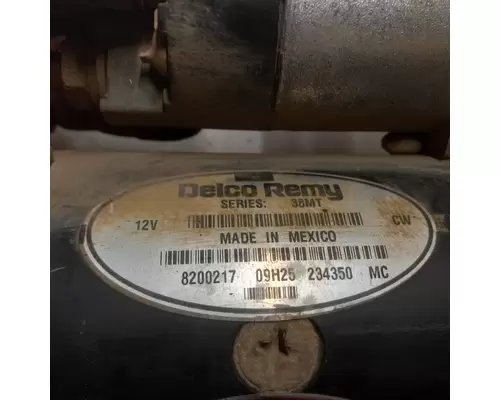 Delco Remy
SERIES: 38MT
12V CW
MADE IN MEXICO
8200217 09H25 234350 MC